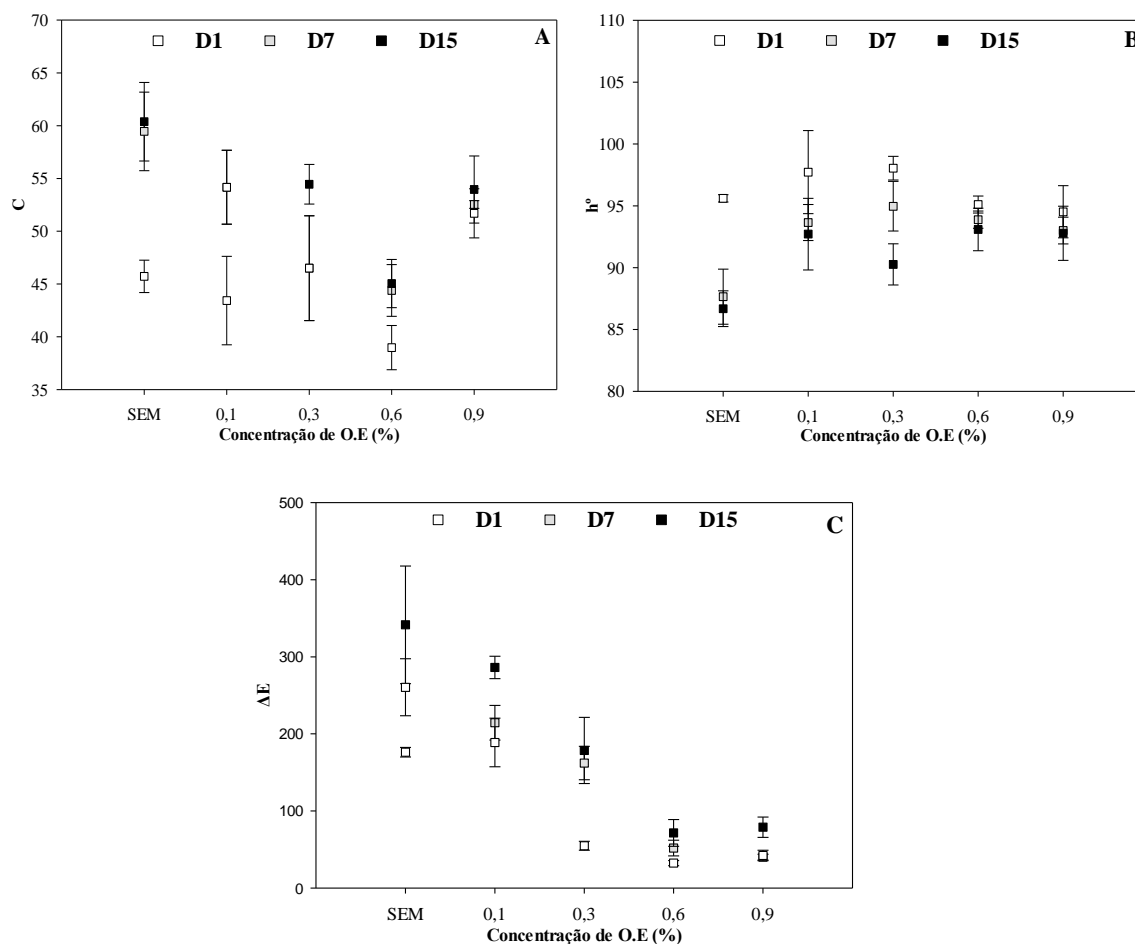 70
65
60
55
50
45
40
35
C
D1 D7 D15
A
SEM 0,1 0,3 0,6 0,9
Concentração de O.E (%)
110
105
100
95
90
85
80
hº
D1 D7 D15
B
SEM 0,1 0,3 0,6 0,9
Concentração de O.E (%)
500
400
300
200
100
0
ΔE
D1 D7 D15
C
SEM 0,1 0,3 0,6 0,9
Concentração de O.E (%)